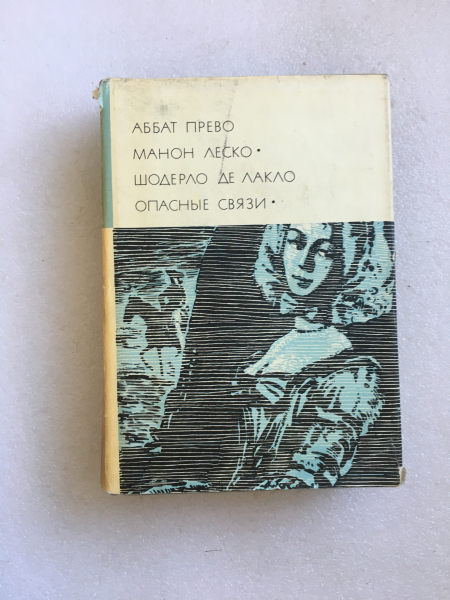 АББАТ ПРЕВО
МАНОН ЛЕСКО •
ШОДЕРЛО ДЕ ЛАКЛО
ОПАСНЫЕ СВЯЗИ •